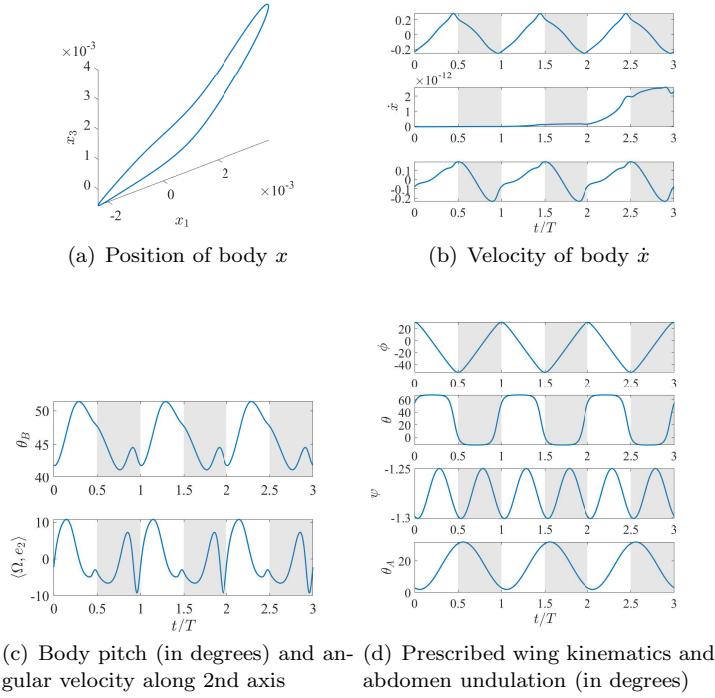 ×10⁻³
4
3
2
1
0
x₃
-2
0
2
×10⁻³
x₁
(a) Position of body x
0.2
0
-0.2
0 0.5 1 1.5 2 2.5 3
×10⁻¹²
2
1
0
ẋ
0 0.5 1 1.5 2 2.5 3
0.1
0
-0.1
-0.2
0 0.5 1 1.5 2 2.5 3
t/T
(b) Velocity of body ẋ
50
45
40
θ_B
0 0.5 1 1.5 2 2.5 3
10
0
-10
⟨Ω, e₂⟩
0 0.5 1 1.5 2 2.5 3
t/T
(c) Body pitch (in degrees) and an-
gular velocity along 2nd axis
20
0
-20
-40
ϕ
0 0.5 1 1.5 2 2.5 3
60
40
20
0
θ
0 0.5 1 1.5 2 2.5 3
-1.25
-1.3
ψ
0 0.5 1 1.5 2 2.5 3
20
0
θ_A
0 0.5 1 1.5 2 2.5 3
t/T
(d) Prescribed wing kinematics and
abdomen undulation (in degrees)